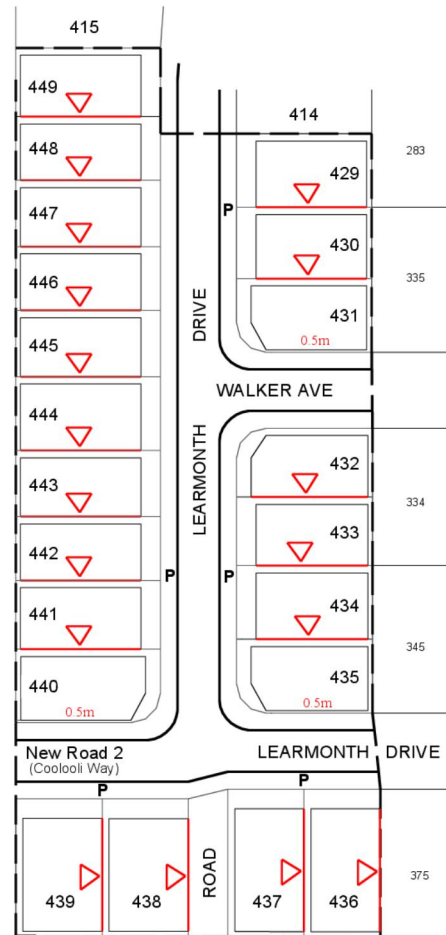 415
449
414
448
429
283
P
447
430
446
335
431
DRIVE
0.5m
445
WALKER AVE
444
432
LEARMONTH
334
443
433
442
P
P
434
441
345
440
435
0.5m
0.5m
New Road 2
LEARMONTH DRIVE
(Coolooli Way)
P
P
ROAD
375
439
438
437
436